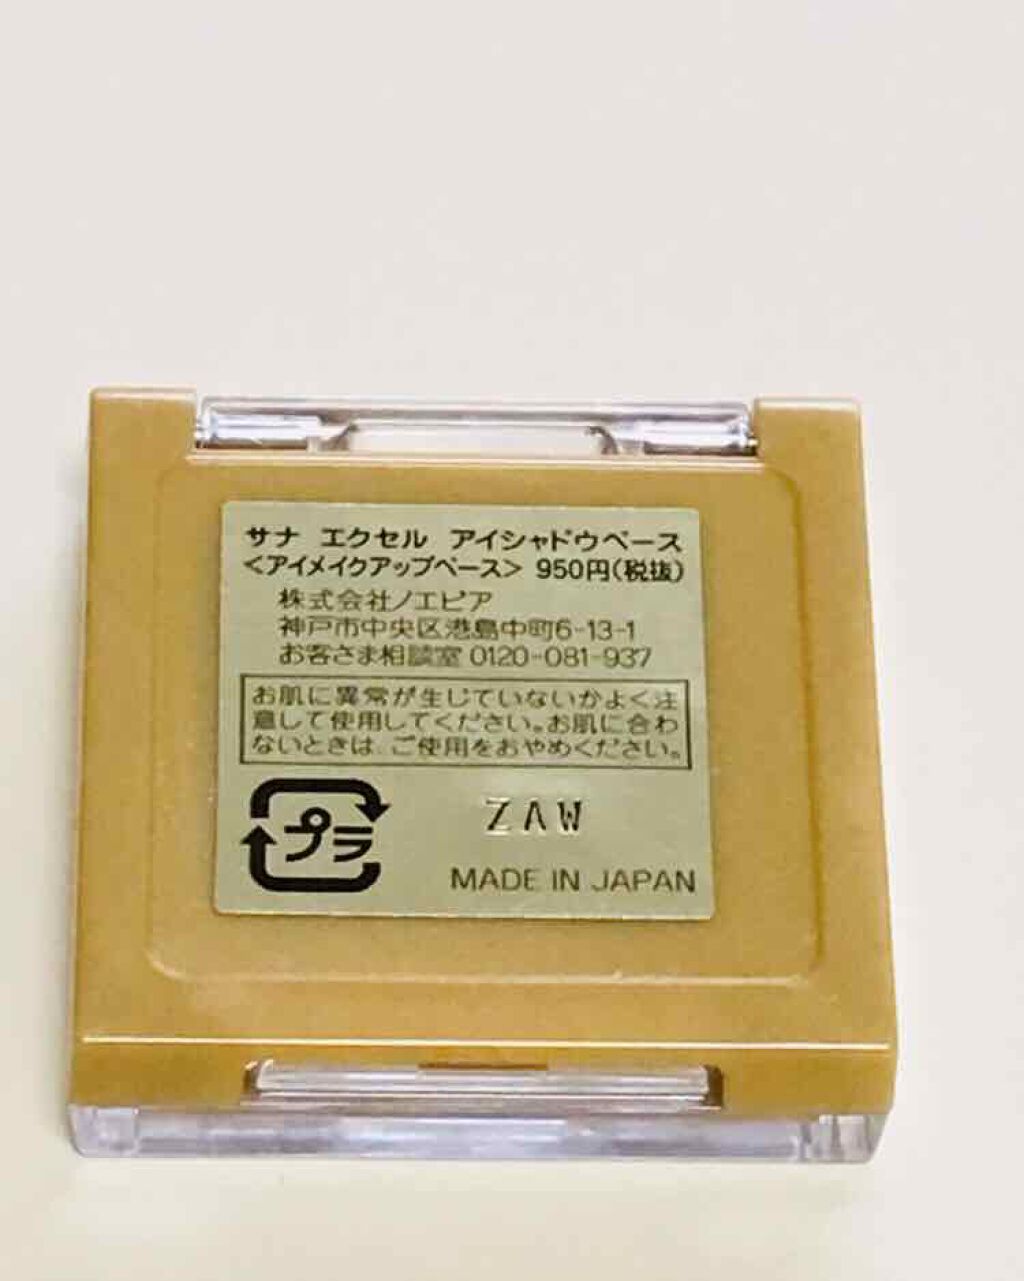 サナ エクセル アイシャドウベース
<アイメイクアップベース> 950円(税抜)
株式会社ノエビア
神戸市中央区港島中町6-13-1
お客さま相談室 0120-081-937
お肌に異常が生じていないかよく注
意して使用してください。お肌に合わ
ないときは、ご使用をおやめください。
プラ
ZAW
MADE IN JAPAN